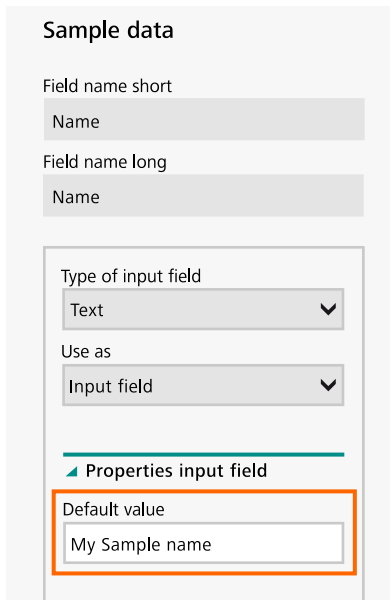 Sample data
Field name short
Name
Field name long
Name
Type of input field
Text
Use as
Input field
Properties input field
Default value
My Sample name